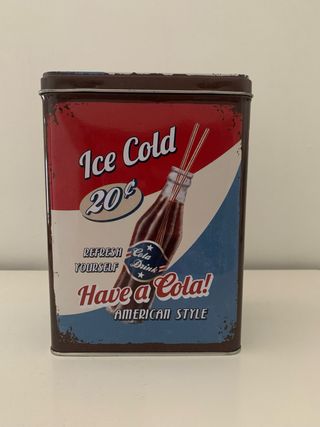 Ice Cold
20¢
REFRESH
YOURSELF
Cola
Drink
Have a Cola!
AMERICAN STYLE